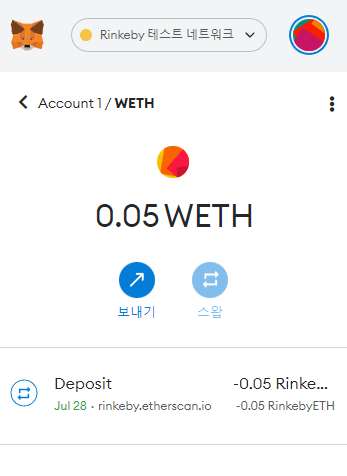 Rinkeby 테스트 네트워크
Account 1 / WETH
0.05 WETH
보내기 스왑
Deposit -0.05 Rinke...
Jul 28 · rinkeby.etherscan.io -0.05 RinkebyETH